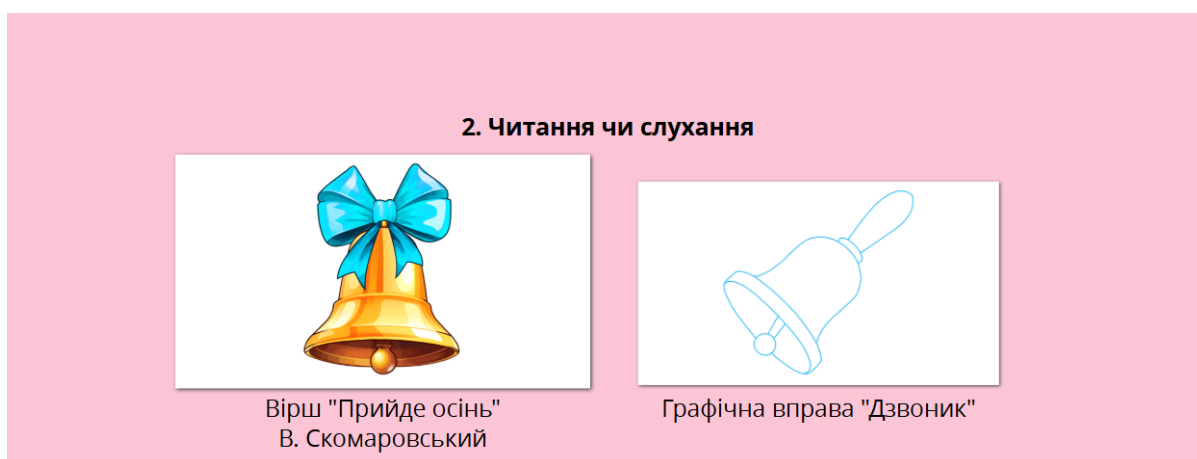 2. Читання чи слухання
Вірш "Прийде осінь"
В. Скомаровський
Графічна вправа "Дзвоник"